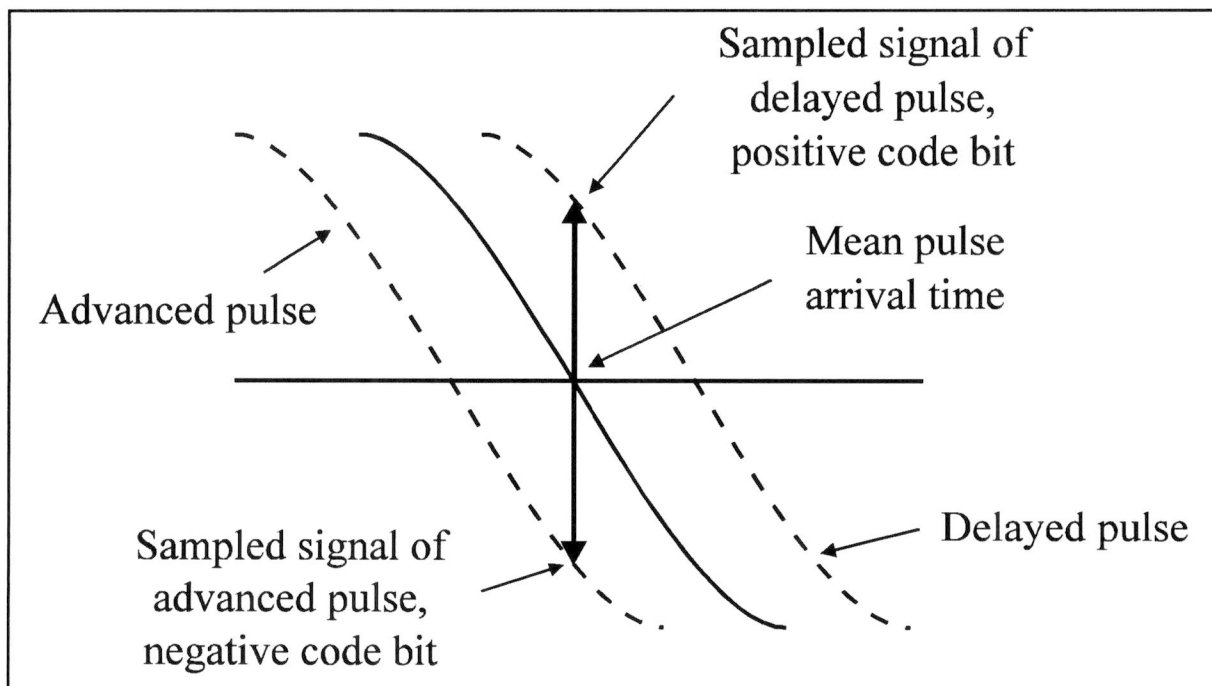 Sampled signal of
delayed pulse,
positive code bit
Mean pulse
arrival time
Advanced pulse
Delayed pulse
Sampled signal of
advanced pulse,
negative code bit